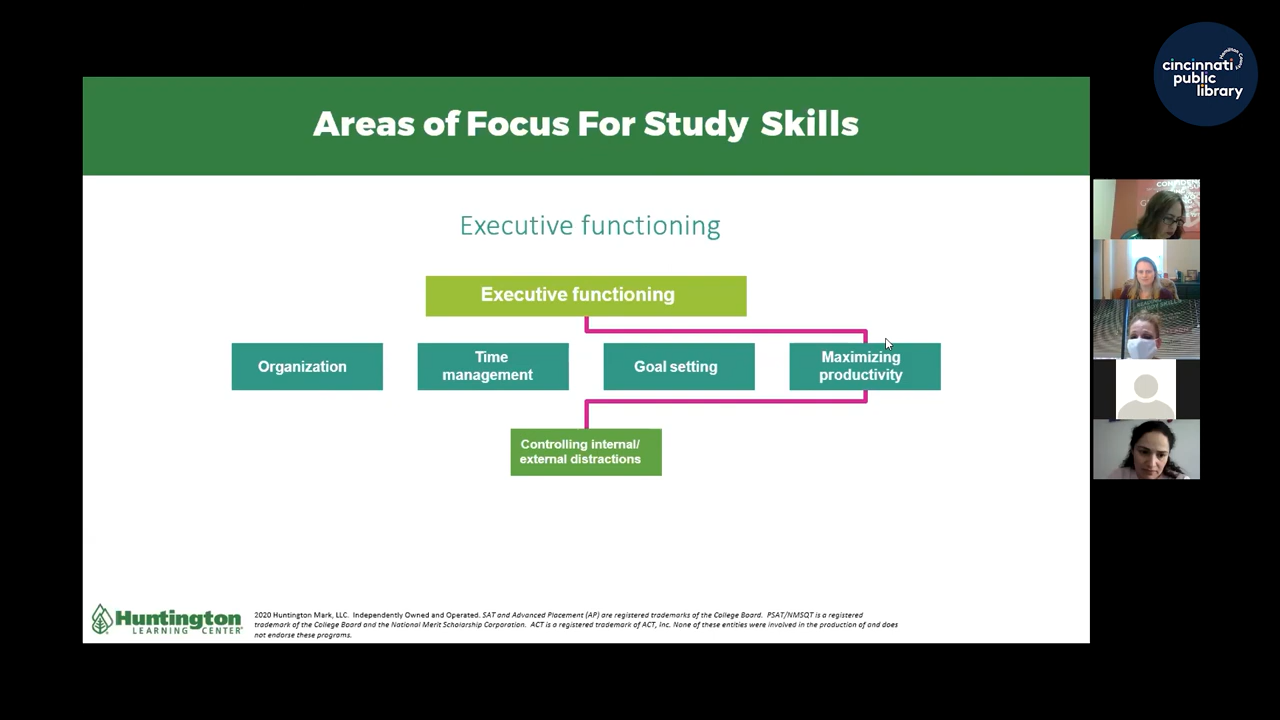 Areas of Focus For Study Skills
Executive functioning
Executive functioning
Organization
Time
management
Goal setting
Maximizing
productivity
Controlling internal/
external distractions
Huntington
LEARNING CENTER
2020 Huntington Mark, LLC. Independently Owned and Operated. SAT and Advanced Placement (AP) are registered trademarks of the College Board. PSAT/NMSQT is a registered
trademark of the College Board and the National Merit Scholarship Corporation. ACT is a registered trademark of ACT, Inc. None of these entities were involved in the production of and does
not endorse these programs.
cincinnati
public
library